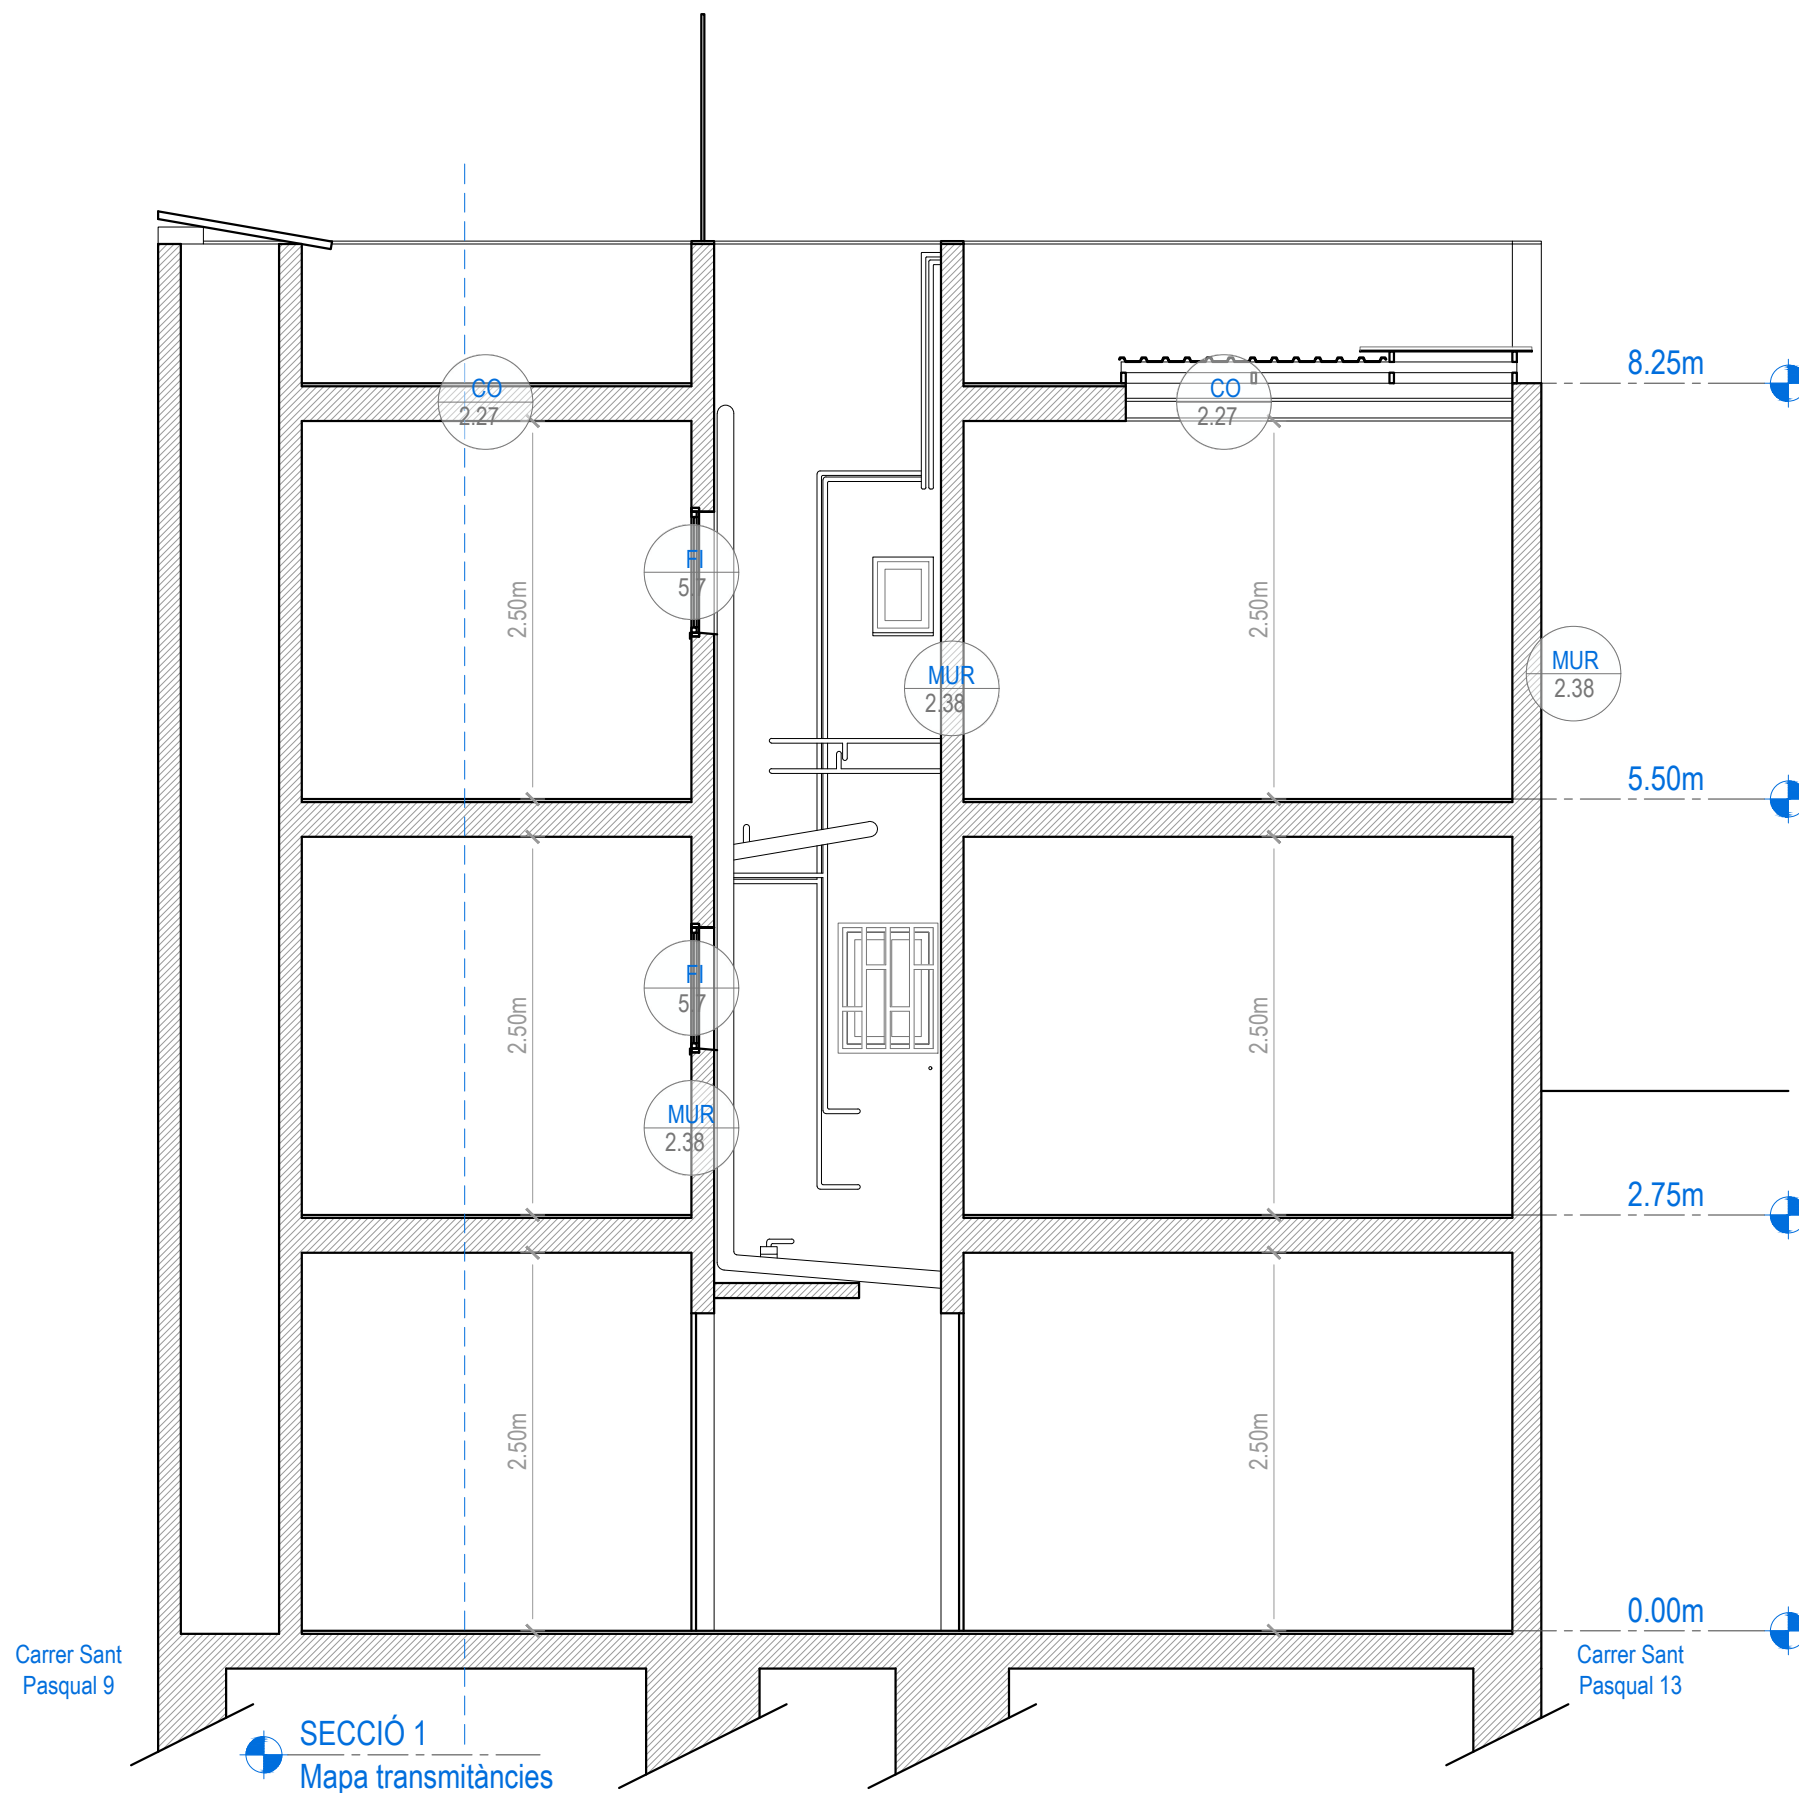 8.25m
CO
2.27
CO
2.27
FI
5.7
2.50m
2.50m
MUR
2.38
MUR
2.38
5.50m
FI
5.7
2.50m
2.50m
MUR
2.38
2.75m
2.50m
2.50m
0.00m
Carrer Sant
Pasqual 9
Carrer Sant
Pasqual 13
SECCIÓ 1
Mapa transmitàncies